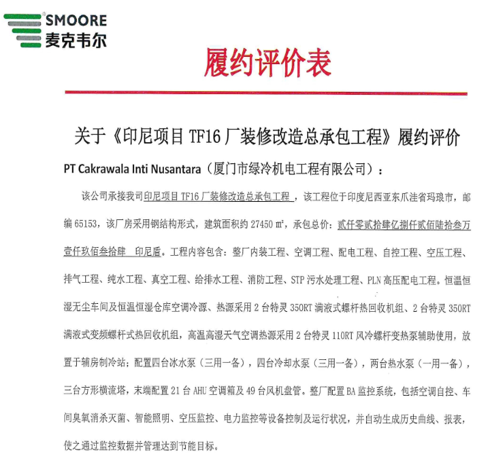 SMOORE
麦克韦尔
履约评价表
关于《印尼项目 TF16 厂装修改造总承包工程》履约评价
PT Cakrawala Inti Nusantara（厦门市绿冷机电工程有限公司）：
该公司承接我司印尼项目 TF16 厂装修改造总承包工程，该工程位于印度尼西亚东爪洼省玛琅市，邮
编 65153，该厂房采用钢结构形式，建筑面积约 27450 ㎡，承包总价：贰仟零贰拾肆亿捌仟贰佰陆拾叁万
壹仟玖佰叁拾肆 印尼盾。工程内容包含：整厂内装工程、空调工程、配电工程、自控工程、空压工程、
排气工程、纯水工程、真空工程、给排水工程、消防工程、STP 污水处理工程、PLN 高压配电工程。恒温恒
湿无尘车间及恒温恒湿仓库空调冷源、热源采用 2 台特灵 350RT 满液式螺杆热回收机组、2 台特灵 350RT
满液式变频螺杆式热回收机组，高温高湿天气空调热源采用 2 台特灵 110RT 风冷螺杆变热泵辅助使用，放
置于辅房制冷站；配置四台冰水泵（三用一备），四台冷却水泵（三用一备），两台热水泵（一用一备），
三台方形横流塔，末端配置 21 台 AHU 空调箱及 49 台风机盘管。整厂配置 BA 监控系统，包括空调自控、车
间臭氧消杀灭菌、智能照明、空压监控、电力监控等设备控制及运行状况，并自动生成历史曲线、报表，
使之通过监控数据并管理达到节能目标。